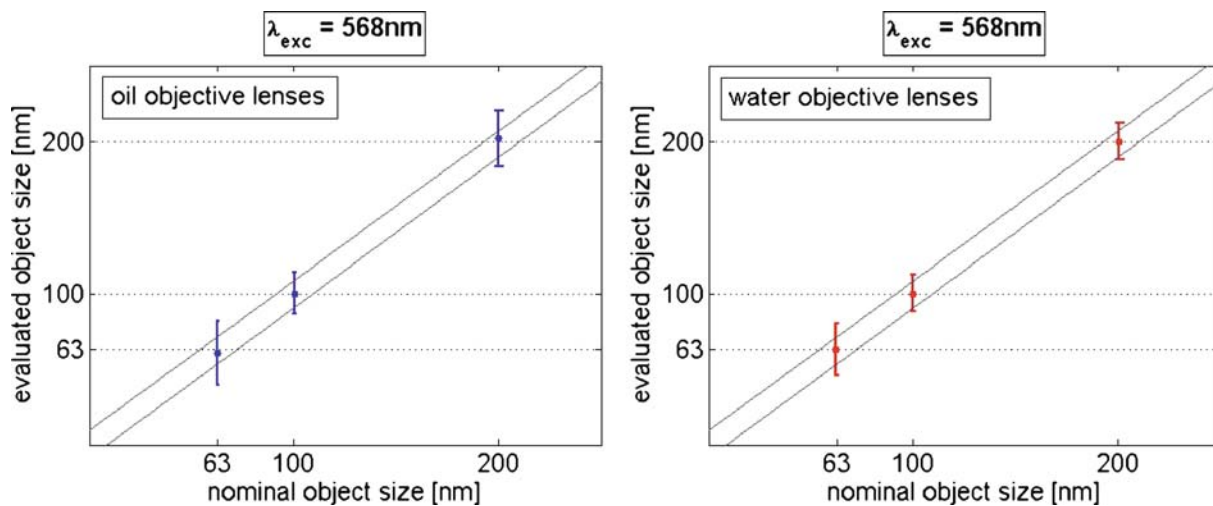 λexc = 568nm
oil objective lenses
evaluated object size [nm]
200
100
63
63 100 200
nominal object size [nm]
λexc = 568nm
water objective lenses
evaluated object size [nm]
200
100
63
63 100 200
nominal object size [nm]